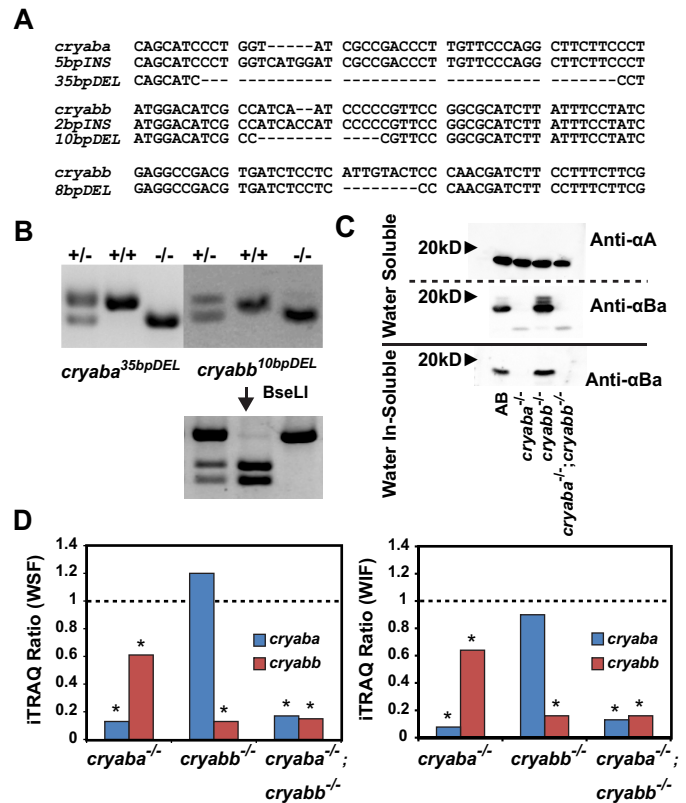 A
cryaba CAGCATCCCT GGT-----AT CGCCGACCCT TGTTCCCAGG CTTCTTCCCT
5bpINS CAGCATCCCT GGTCATGGAT CGCCGACCCT TGTTCCCAGG CTTCTTCCCT
35bpDEL CAGCATC--- ---------- ---------- ---------- -------CCT
cryabb ATGGACATCG CCATCA--AT CCCCCGTTCC GGCGCATCTT ATTTCCTATC
2bpINS ATGGACATCG CCATCACCAT CCCCCGTTCC GGCGCATCTT ATTTCCTATC
10bpDEL ATGGACATCG CC-------- ----CGTTCC GGCGCATCTT ATTTCCTATC
cryabb GAGGCCGACG TGATCTCCTC ATTGTACTCC CAACGATCTT CCTTTCTTCG
8bpDEL GAGGCCGACG TGATCTCCTC --------CC CAACGATCTT CCTTTCTTCG
B
+/- +/+ -/- +/- +/+ -/-
cryaba35bpDEL cryabb10bpDEL
BseLI
C
Water Soluble
20kD Anti-αA
20kD Anti-αBa
Water In-Soluble
20kD Anti-αBa
AB
cryaba-/-
cryabb-/-
cryaba-/-;cryabb-/-
D
iTRAQ Ratio (WSF)
1.4
1.2
1
0.8
0.6
0.4
0.2
0
cryaba
cryabb
* * * * *
cryaba-/- cryabb-/- cryaba-/-;
cryabb-/-
iTRAQ Ratio (WIF)
1.4
1.2
1
0.8
0.6
0.4
0.2
0
cryaba
cryabb
* * * * *
cryaba-/- cryabb-/- cryaba-/-;
cryabb-/-